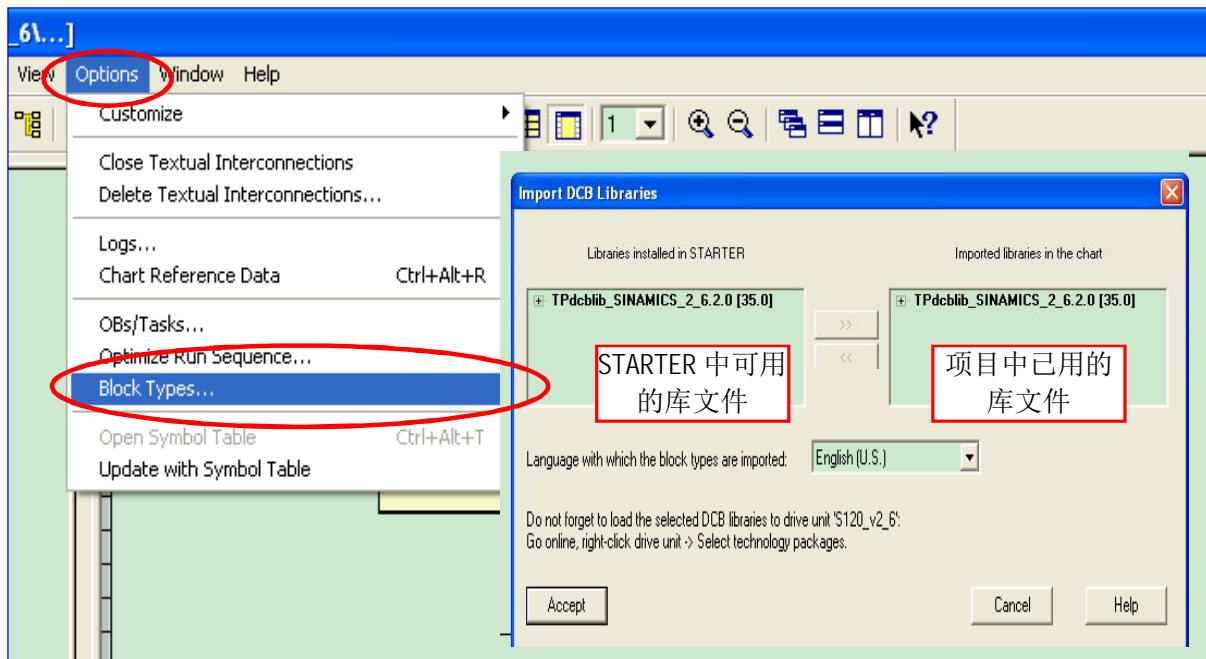 _6\...]
View Options Window Help
1
Customize
Close Textual Interconnections
Delete Textual Interconnections...
Logs...
Chart Reference Data Ctrl+Alt+R
OBs/Tasks...
Optimize Run Sequence...
Block Types...
Open Symbol Table Ctrl+Alt+T
Update with Symbol Table
Import DCB Libraries
Libraries installed in STARTER
Imported libraries in the chart
TPdcblib_SINAMICS_2_6.2.0 [35.0]
TPdcblib_SINAMICS_2_6.2.0 [35.0]
>>
<<
STARTER 中可用
的库文件
项目中已用的
库文件
Language with which the block types are imported: English (U.S.)
Do not forget to load the selected DCB libraries to drive unit 'S120_v2_6':
Go online, right-click drive unit -> Select technology packages.
Accept Cancel Help